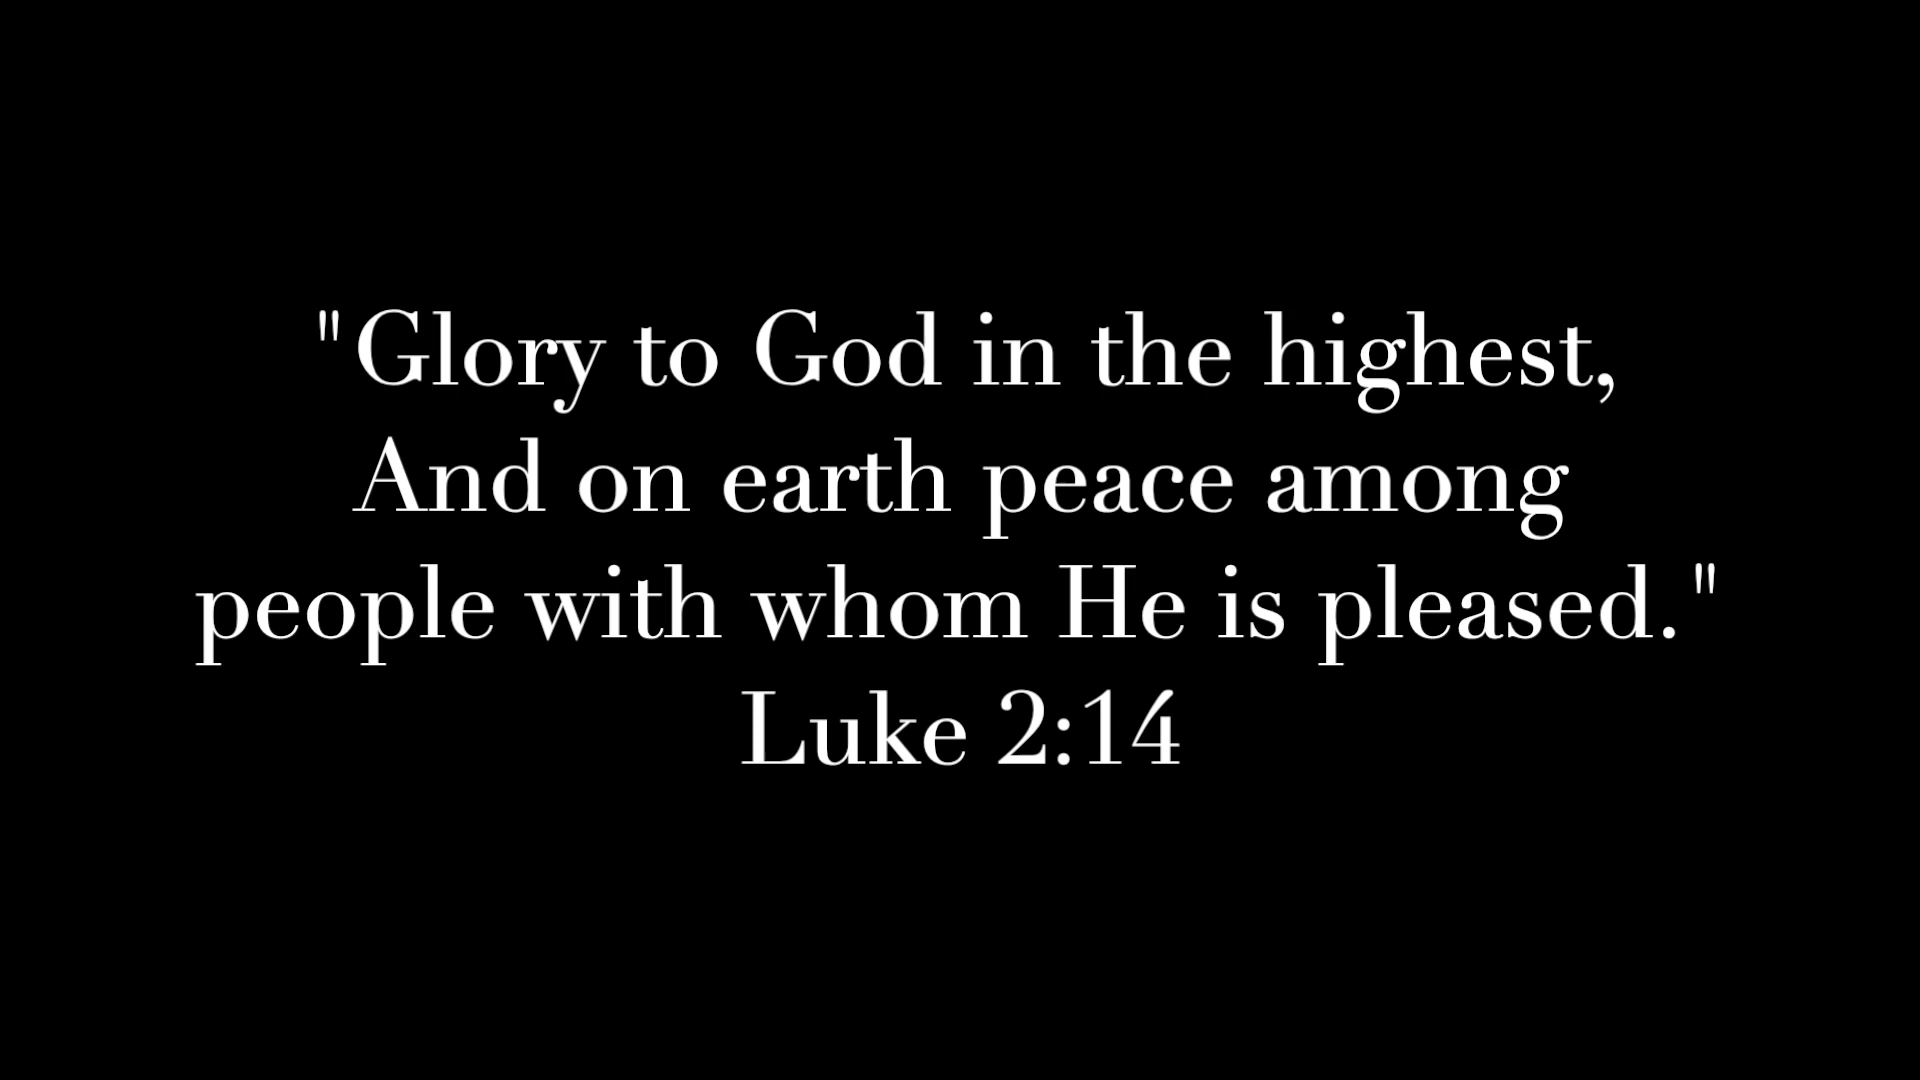 "Glory to God in the highest,
And on earth peace among
people with whom He is pleased."
Luke 2:14